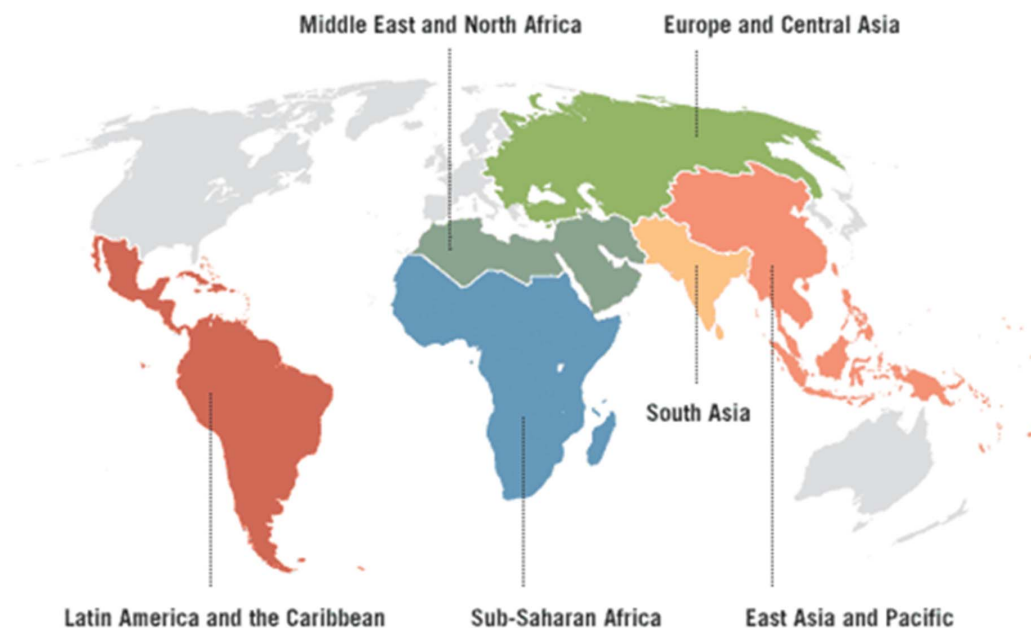 Middle East and North Africa
Europe and Central Asia
South Asia
Latin America and the Caribbean
Sub-Saharan Africa
East Asia and Pacific